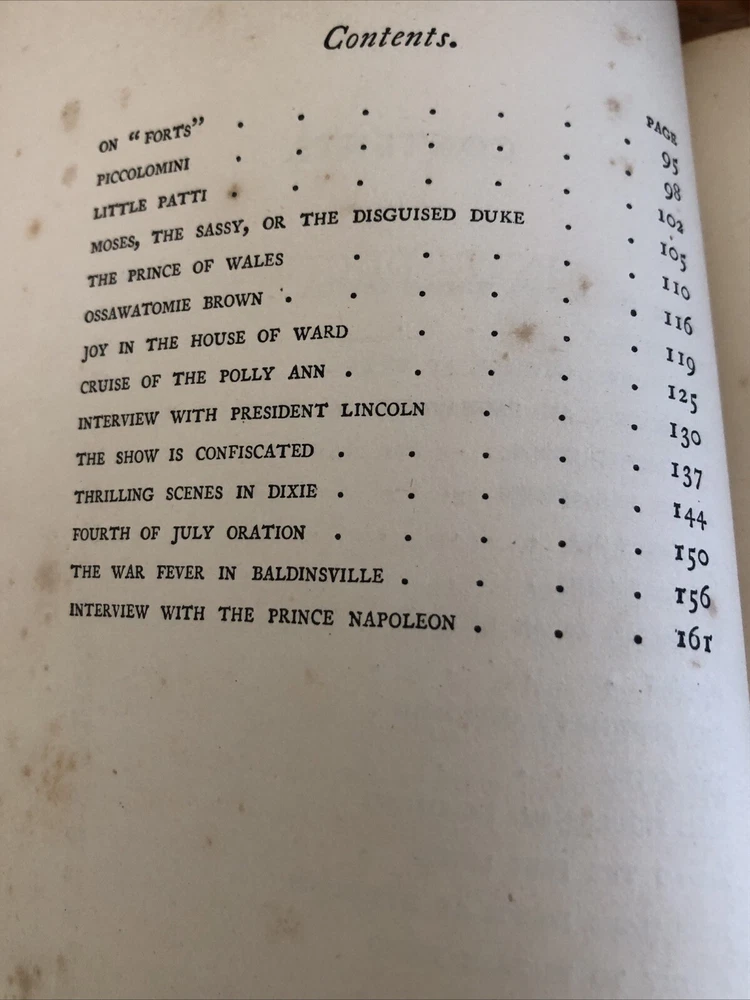 Contents.
PAGE
ON “FORTS” . . . . . . . 95
PICCOLOMINI . . . . . . 98
LITTLE PATTI . . . . . . 102
MOSES, THE SASSY, OR THE DISGUISED DUKE . . 105
THE PRINCE OF WALES . . . . . 110
OSSAWATOMIE BROWN . . . . . . 116
JOY IN THE HOUSE OF WARD . . . . 119
CRUISE OF THE POLLY ANN . . . . . 125
INTERVIEW WITH PRESIDENT LINCOLN . . . 130
THE SHOW IS CONFISCATED . . . . . 137
THRILLING SCENES IN DIXIE . . . . . 144
FOURTH OF JULY ORATION . . . . . 150
THE WAR FEVER IN BALDINSVILLE . . . . 156
INTERVIEW WITH THE PRINCE NAPOLEON . . . 161